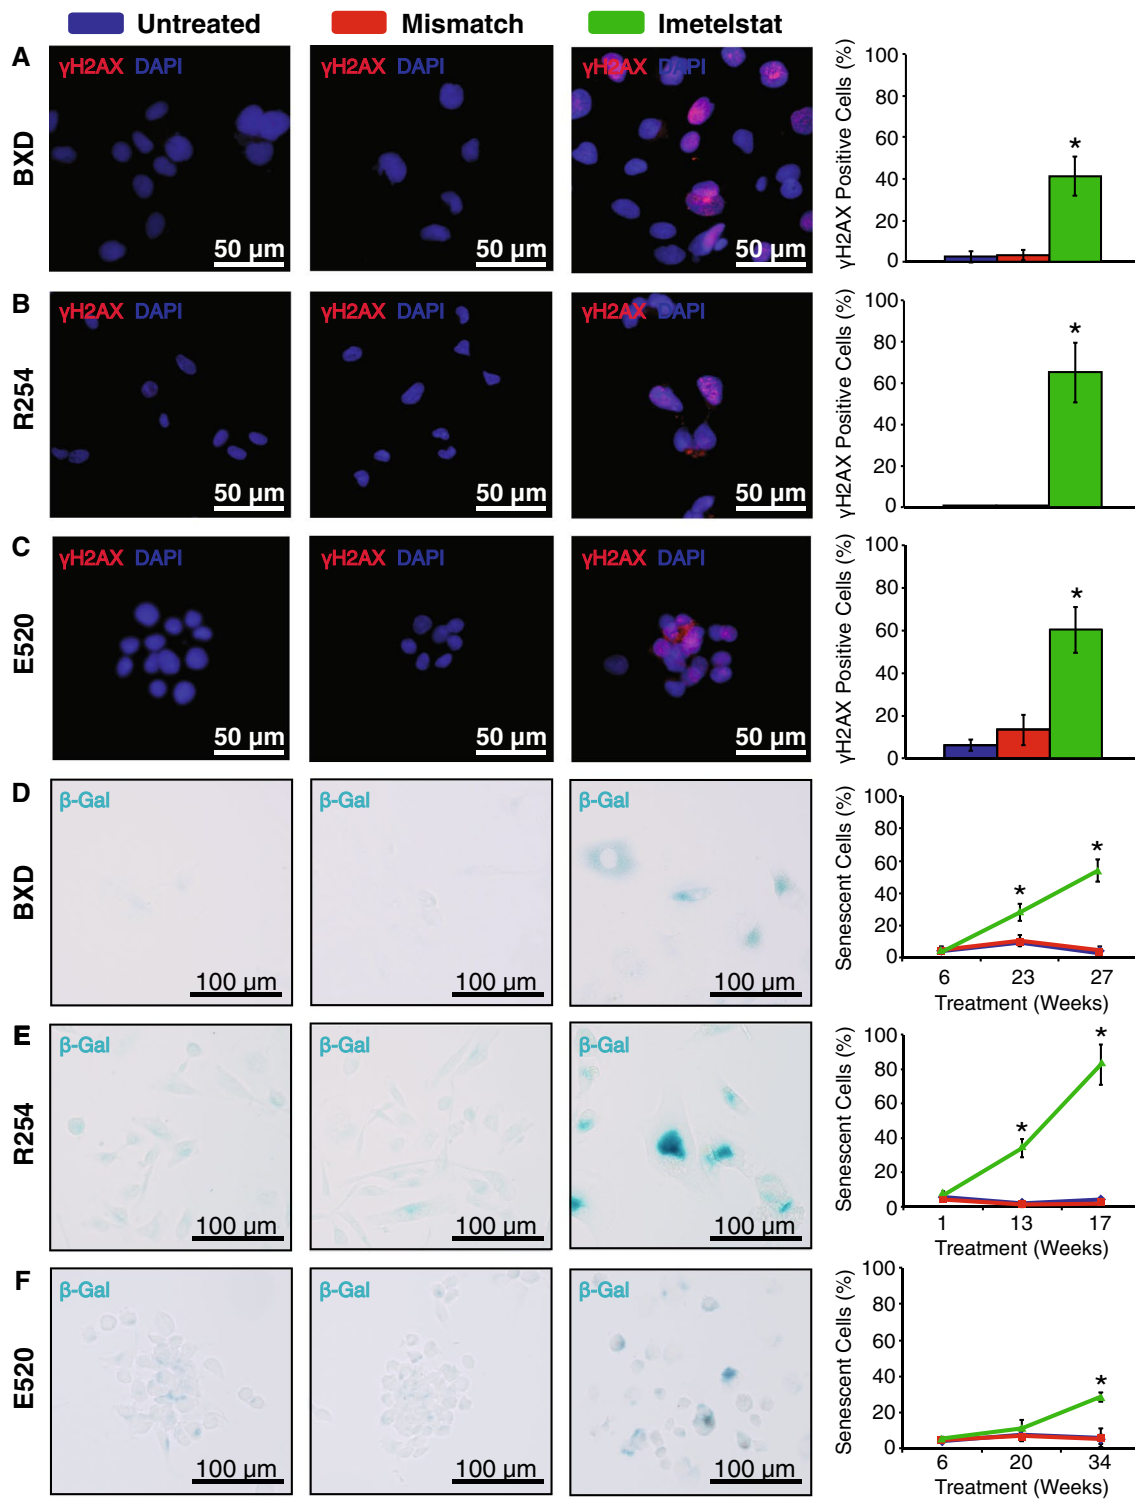 Untreated Mismatch Imetelstat
A
BXD
γH2AX DAPI
50 µm
γH2AX DAPI
50 µm
γH2AX DAPI
50 µm
γH2AX Positive Cells (%)
100
80
60
40
20
0
*
B
R254
γH2AX DAPI
50 µm
γH2AX DAPI
50 µm
γH2AX DAPI
50 µm
γH2AX Positive Cells (%)
100
80
60
40
20
0
*
C
E520
γH2AX DAPI
50 µm
γH2AX DAPI
50 µm
γH2AX DAPI
50 µm
γH2AX Positive Cells (%)
100
80
60
40
20
0
*
D
BXD
β-Gal
100 µm
β-Gal
100 µm
β-Gal
100 µm
Senescent Cells (%)
100
80
60
40
20
0
* *
6 23 27
Treatment (Weeks)
E
R254
β-Gal
100 µm
β-Gal
100 µm
β-Gal
100 µm
Senescent Cells (%)
100
80
60
40
20
0
* *
1 13 17
Treatment (Weeks)
F
E520
β-Gal
100 µm
β-Gal
100 µm
β-Gal
100 µm
Senescent Cells (%)
100
80
60
40
20
0
*
6 20 34
Treatment (Weeks)